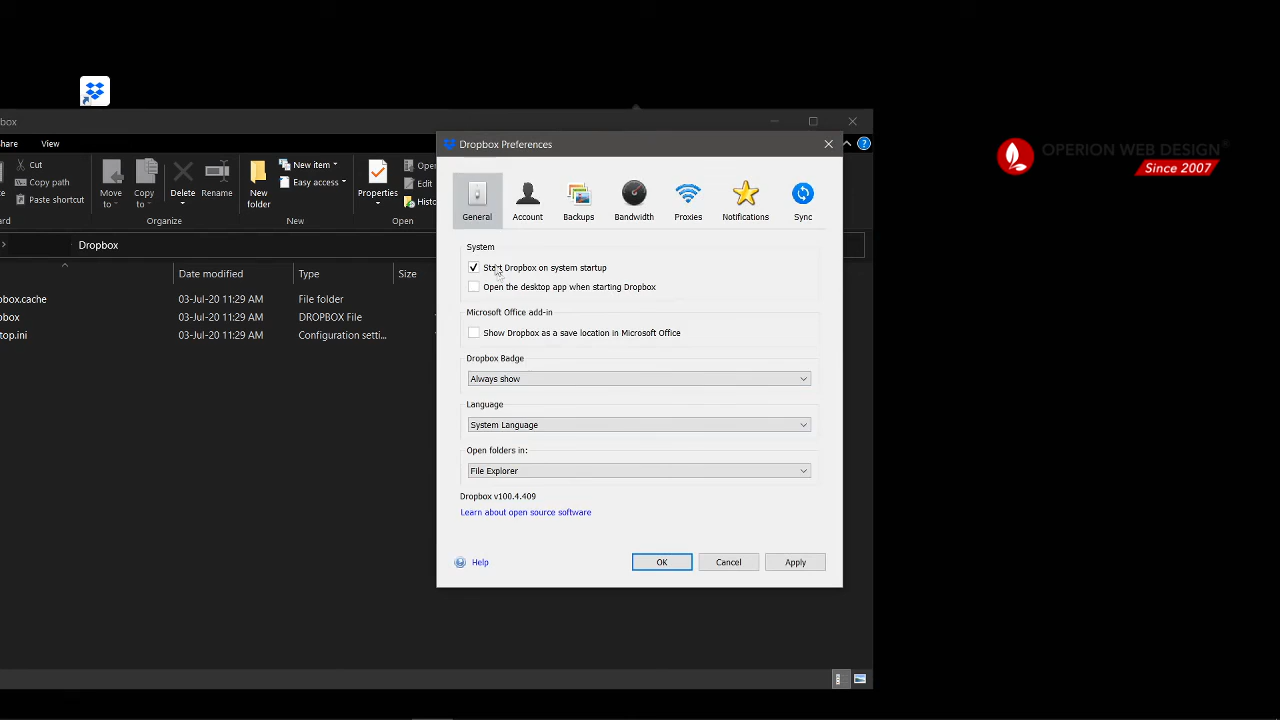 OPERION WEB DESIGN®
Since 2007
box
Dropbox Preferences
hare
View
Cut
Copy path
Paste shortcut
Move to
Copy to
Delete
Rename
New folder
New item
Easy access
Properties
Open
Edit
Histo
ard
Organize
New
Open
General
Account
Backups
Bandwidth
Proxies
Notifications
Sync
Dropbox
Date modified
Type
Size
box.cache
03-Jul-20 11:29 AM
File folder
box
03-Jul-20 11:29 AM
DROPBOX File
top.ini
03-Jul-20 11:29 AM
Configuration setti...
System
Start Dropbox on system startup
Open the desktop app when starting Dropbox
Microsoft Office add-in
Show Dropbox as a save location in Microsoft Office
Dropbox Badge
Always show
Language
System Language
Open folders in:
File Explorer
Dropbox v100.4.409
Learn about open source software
Help
OK
Cancel
Apply